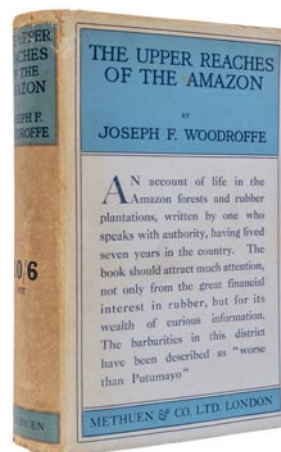 THE UPPER
REACHES
OF THE
AMAZON
JOSEPH F.
WOODROFFE
10/6
NET
METHUEN
THE UPPER REACHES
OF THE AMAZON
BY
JOSEPH F. WOODROFFE
AN account of life in the
Amazon forests and rubber
plantations, written by one who
speaks with authority, having lived
seven years in the country. The
book should attract much attention,
not only from the great financial
interest in rubber, but for its
wealth of curious information.
The barbarities in this district
have been described as "worse
than Putumayo"
METHUEN & CO. LTD. LONDON